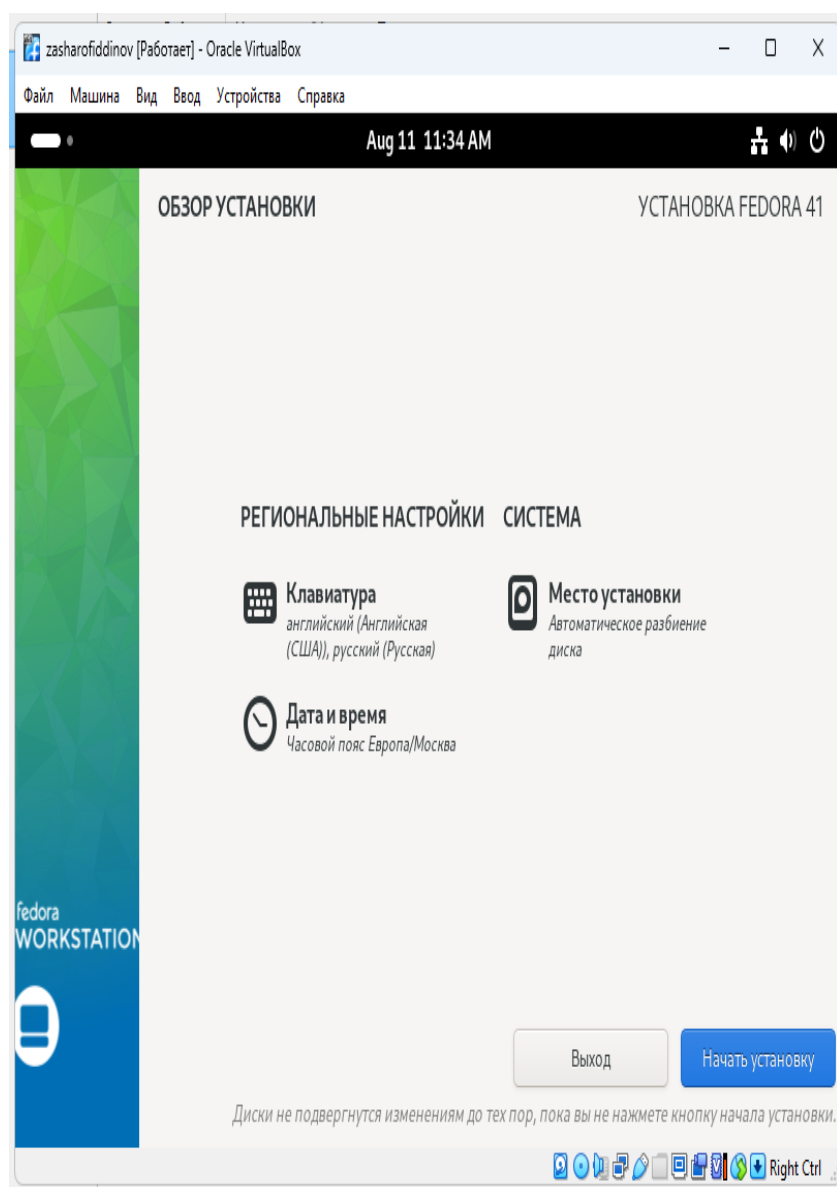 zasharofiddinov [Работает] - Oracle VirtualBox
Файл Машина Вид Ввод Устройства Справка
Aug 11 11:34 AM
ОБЗОР УСТАНОВКИ
УСТАНОВКА FEDORA 41
РЕГИОНАЛЬНЫЕ НАСТРОЙКИ
СИСТЕМА
Клавиатура
английский (Английская
(США)), русский (Русская)
Место установки
Автоматическое разбиение
диска
Дата и время
Часовой пояс Европа/Москва
fedora
WORKSTATION
Выход
Начать установку
Диски не подвергнутся изменениям до тех пор, пока вы не нажмете кнопку начала установки.
Right Ctrl